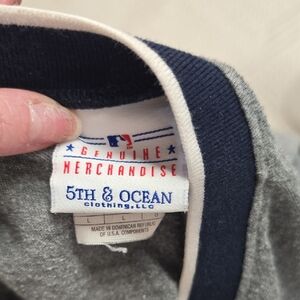 ★ GENUINE ★
MERCHANDISE
5TH & OCEAN
clothing, LLC
L L
MADE IN DOMINICAN REPUBLIC
OF U.S.A. COMPONENTS